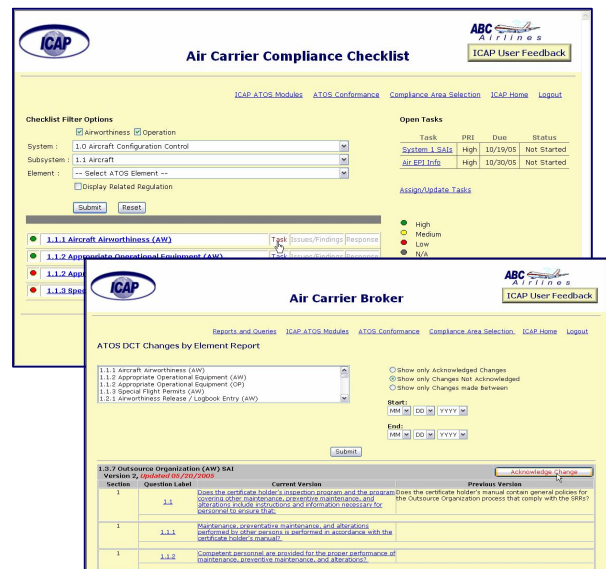 ICAP
Air Carrier Compliance Checklist
ABC
Airlines
ICAP User Feedback
ICAP ATOS Modules ATOS Conformance Compliance Area Selection ICAP Home Logout
Checklist Filter Options
Airworthiness Operation
System : 1.0 Aircraft Configuration Control
Subsystem : 1.1 Aircraft
Element : -- Select ATOS Element --
Display Related Regulation
Submit Reset
Open Tasks
Task PRI Due Status
System 1 SAIs High 10/19/05 Not Started
Air EPI Info High 10/30/05 Not Started
Assign/Update Tasks
High
Medium
Low
N/A
1.1.1 Aircraft Airworthiness (AW) Task Issues/Findings Response
1.1.2 Appropriate Operational Equipment (AW) Task Issues/Findings Response
1.1.2 Appr
1.1.3 Spec
ICAP
Air Carrier Broker
ABC
Airlines
ICAP User Feedback
Reports and Queries ICAP ATOS Modules ATOS Conformance Compliance Area Selection ICAP Home Logout
ATOS DCT Changes by Element Report
1.1.1 Aircraft Airworthiness (AW)
1.1.2 Appropriate Operational Equipment (AW)
1.1.2 Appropriate Operational Equipment (OP)
1.1.3 Special Flight Permits (AW)
1.2.1 Airworthiness Release / Logbook Entry (AW)
Show only Acknowledged Changes
Show only Changes Not Acknowledged
Show only Changes made Between
Start:
MM DD YYYY
End:
MM DD YYYY
Submit
1.3.7 Outsource Organization (AW) SAI
Version 2, Updated 05/20/2005
Acknowledge Change
Section Question Label Current Version Previous Version
1 1.1 Does the certificate holder's inspection program and the program
covering other maintenance, preventive maintenance, and
alterations include instructions and information necessary for
personnel to ensure that:
Does the certificate holder's manual contain general policies for
the Outsource Organization process that comply with the SRRs?
1 1.1.1 Maintenance, preventative maintenance, and alterations
performed by other persons is performed in accordance with the
certificate holder's manual?
1 1.1.2 Competent personnel are provided for the proper performance of
maintenance, preventive maintenance, and alterations?